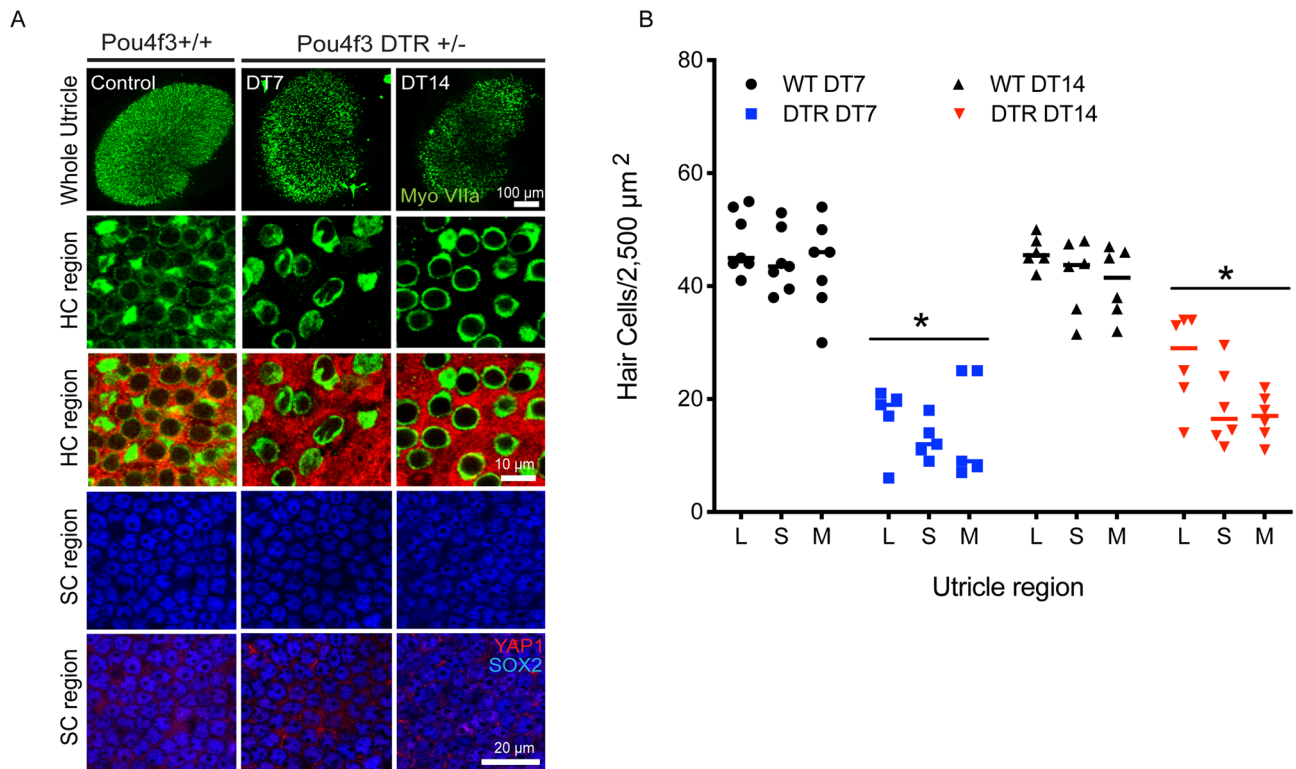 A
Pou4f3+/+
Pou4f3 DTR +/-
Whole Utricle
Control
DT7
DT14
Myo VIIa
100 µm
HC region
HC region
10 µm
SC region
SC region
YAP1
SOX2
20 µm
B
Hair Cells/2,500 µm 2
80
60
40
20
0
WT DT7
WT DT14
DTR DT7
DTR DT14
*
*
L S M L S M L S M L S M
Utricle region